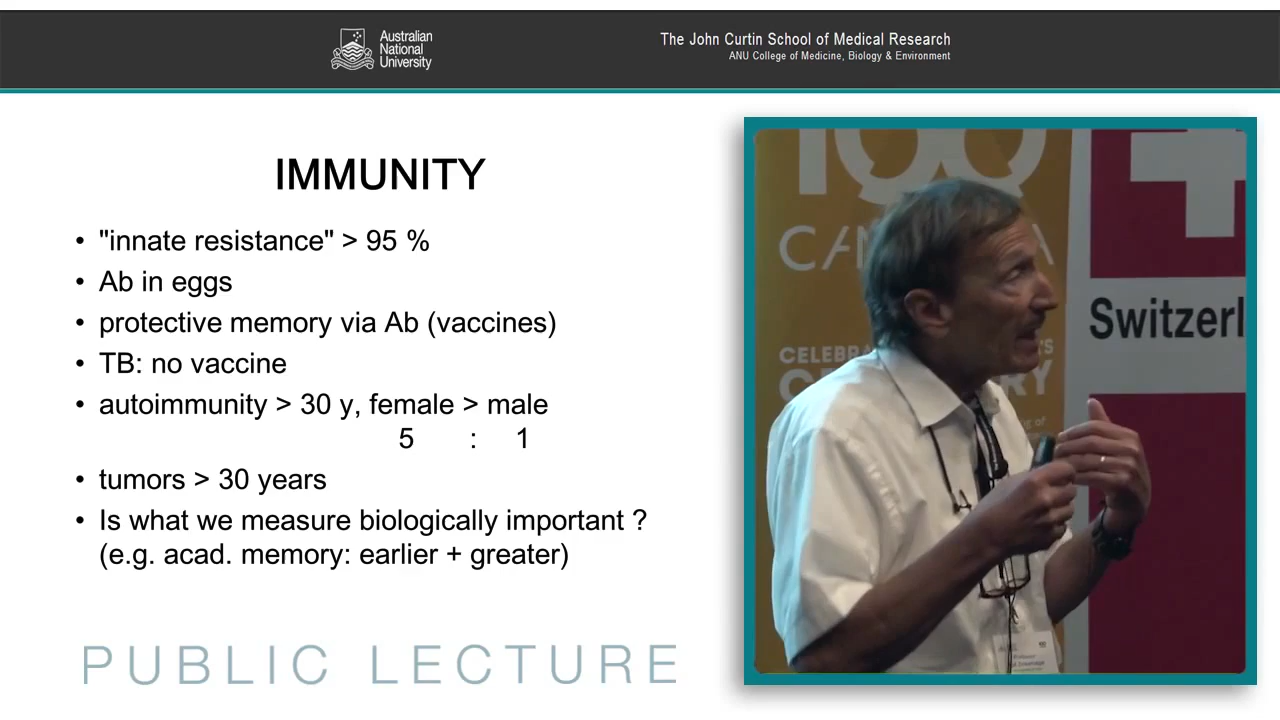 Australian
National
University
The John Curtin School of Medical Research
ANU College of Medicine, Biology & Environment
IMMUNITY
• "innate resistance" > 95 %
• Ab in eggs
• protective memory via Ab (vaccines)
• TB: no vaccine
• autoimmunity > 30 y, female > male
5 : 1
• tumors > 30 years
• Is what we measure biologically important ?
(e.g. acad. memory: earlier + greater)
PUBLIC LECTURE
100
Switzerl